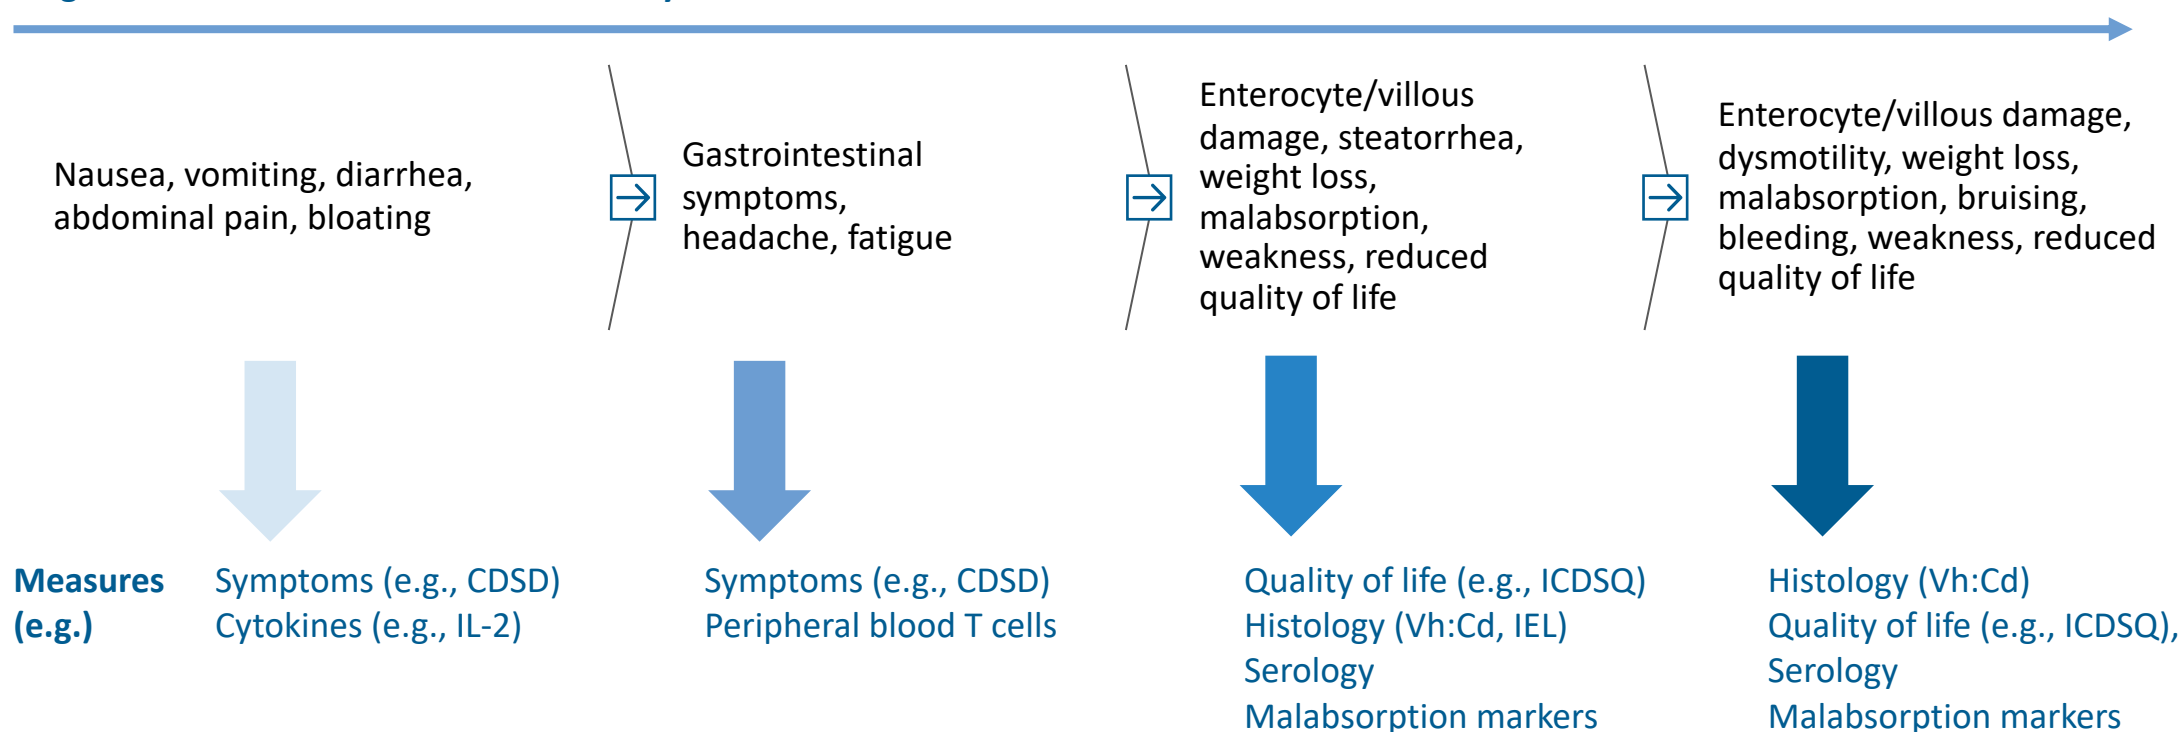 Nausea, vomiting, diarrhea,
abdominal pain, bloating
Gastrointestinal
symptoms,
headache, fatigue
Enterocyte/villous
damage, steatorrhea,
weight loss,
malabsorption,
weakness, reduced
quality of life
Enterocyte/villous damage,
dysmotility, weight loss,
malabsorption, bruising,
bleeding, weakness, reduced
quality of life
Measures
(e.g.)
Symptoms (e.g., CDSD)
Cytokines (e.g., IL-2)
Symptoms (e.g., CDSD)
Peripheral blood T cells
Quality of life (e.g., ICDSQ)
Histology (Vh:Cd, IEL)
Serology
Malabsorption markers
Histology (Vh:Cd)
Quality of life (e.g., ICDSQ),
Serology
Malabsorption markers